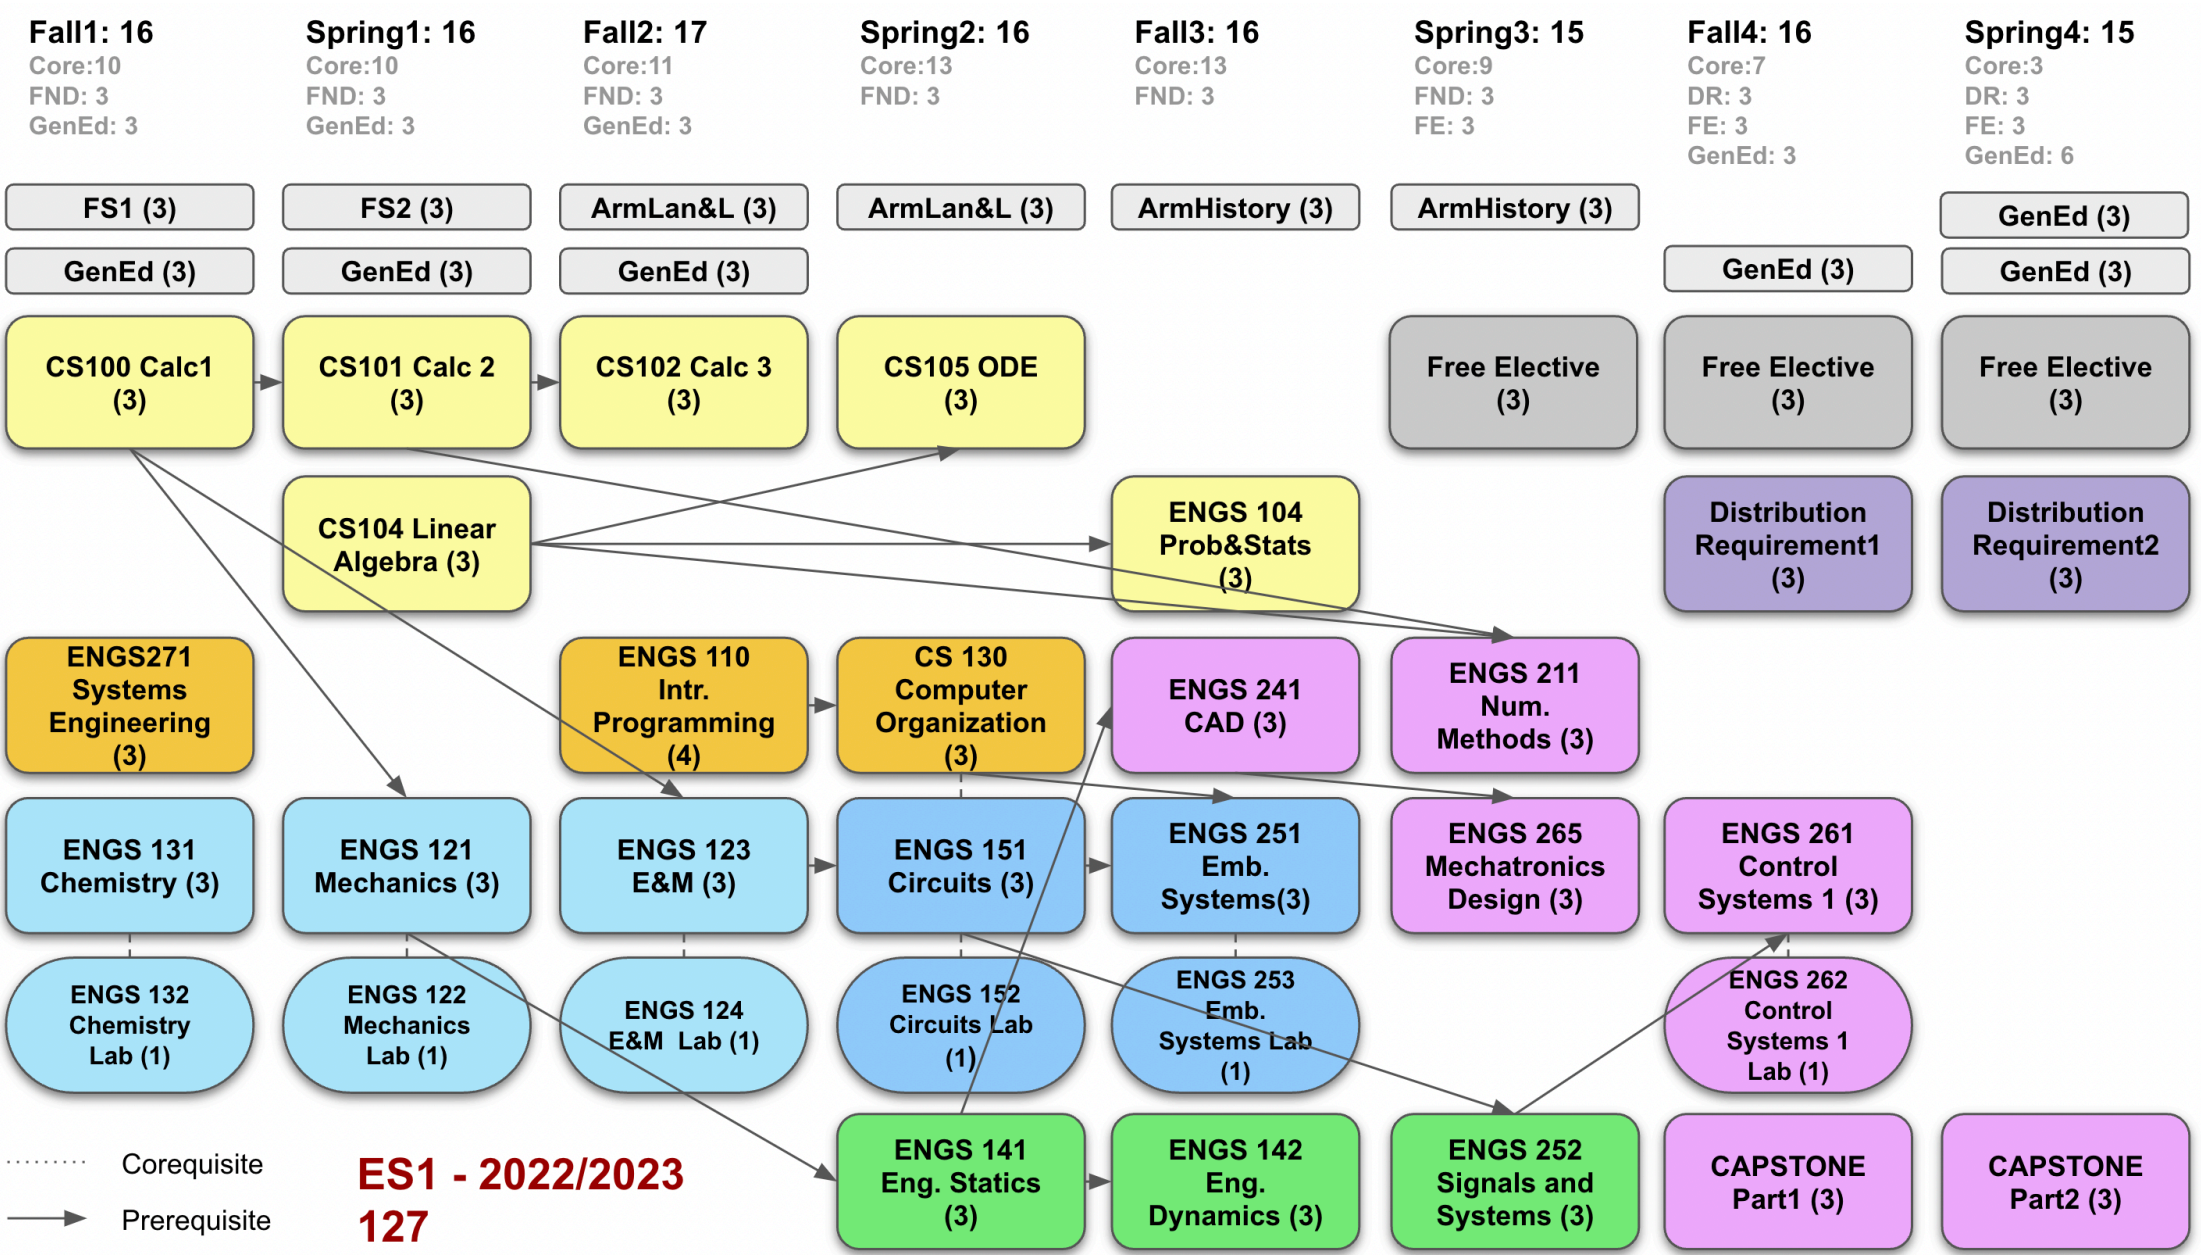 Fall1: 16
Core:10
FND: 3
GenEd: 3
Spring1: 16
Core:10
FND: 3
GenEd: 3
Fall2: 17
Core:11
FND: 3
GenEd: 3
Spring2: 16
Core:13
FND: 3
Fall3: 16
Core:13
FND: 3
Spring3: 15
Core:9
FND: 3
FE: 3
Fall4: 16
Core:7
DR: 3
FE: 3
GenEd: 3
Spring4: 15
Core:3
DR: 3
FE: 3
GenEd: 6
FS1 (3)
FS2 (3)
ArmLan&L (3)
ArmLan&L (3)
ArmHistory (3)
ArmHistory (3)
GenEd (3)
GenEd (3)
GenEd (3)
GenEd (3)
GenEd (3)
GenEd (3)
CS100 Calc1
(3)
CS101 Calc 2
(3)
CS102 Calc 3
(3)
CS105 ODE
(3)
Free Elective
(3)
Free Elective
(3)
Free Elective
(3)
CS104 Linear
Algebra (3)
ENGS 104
Prob&Stats
(3)
Distribution
Requirement1
(3)
Distribution
Requirement2
(3)
ENGS271
Systems
Engineering
(3)
ENGS 110
Intr.
Programming
(4)
CS 130
Computer
Organization
(3)
ENGS 241
CAD (3)
ENGS 211
Num.
Methods (3)
ENGS 131
Chemistry (3)
ENGS 121
Mechanics (3)
ENGS 123
E&M (3)
ENGS 151
Circuits (3)
ENGS 251
Emb.
Systems(3)
ENGS 265
Mechatronics
Design (3)
ENGS 261
Control
Systems 1 (3)
ENGS 132
Chemistry
Lab (1)
ENGS 122
Mechanics
Lab (1)
ENGS 124
E&M  Lab (1)
ENGS 152
Circuits Lab
(1)
ENGS 253
Emb.
Systems Lab
(1)
ENGS 262
Control
Systems 1
Lab (1)
ENGS 141
Eng. Statics
(3)
ENGS 142
Eng.
Dynamics (3)
ENGS 252
Signals and
Systems (3)
CAPSTONE
Part1 (3)
CAPSTONE
Part2 (3)
Corequisite
Prerequisite
ES1 - 2022/2023
127